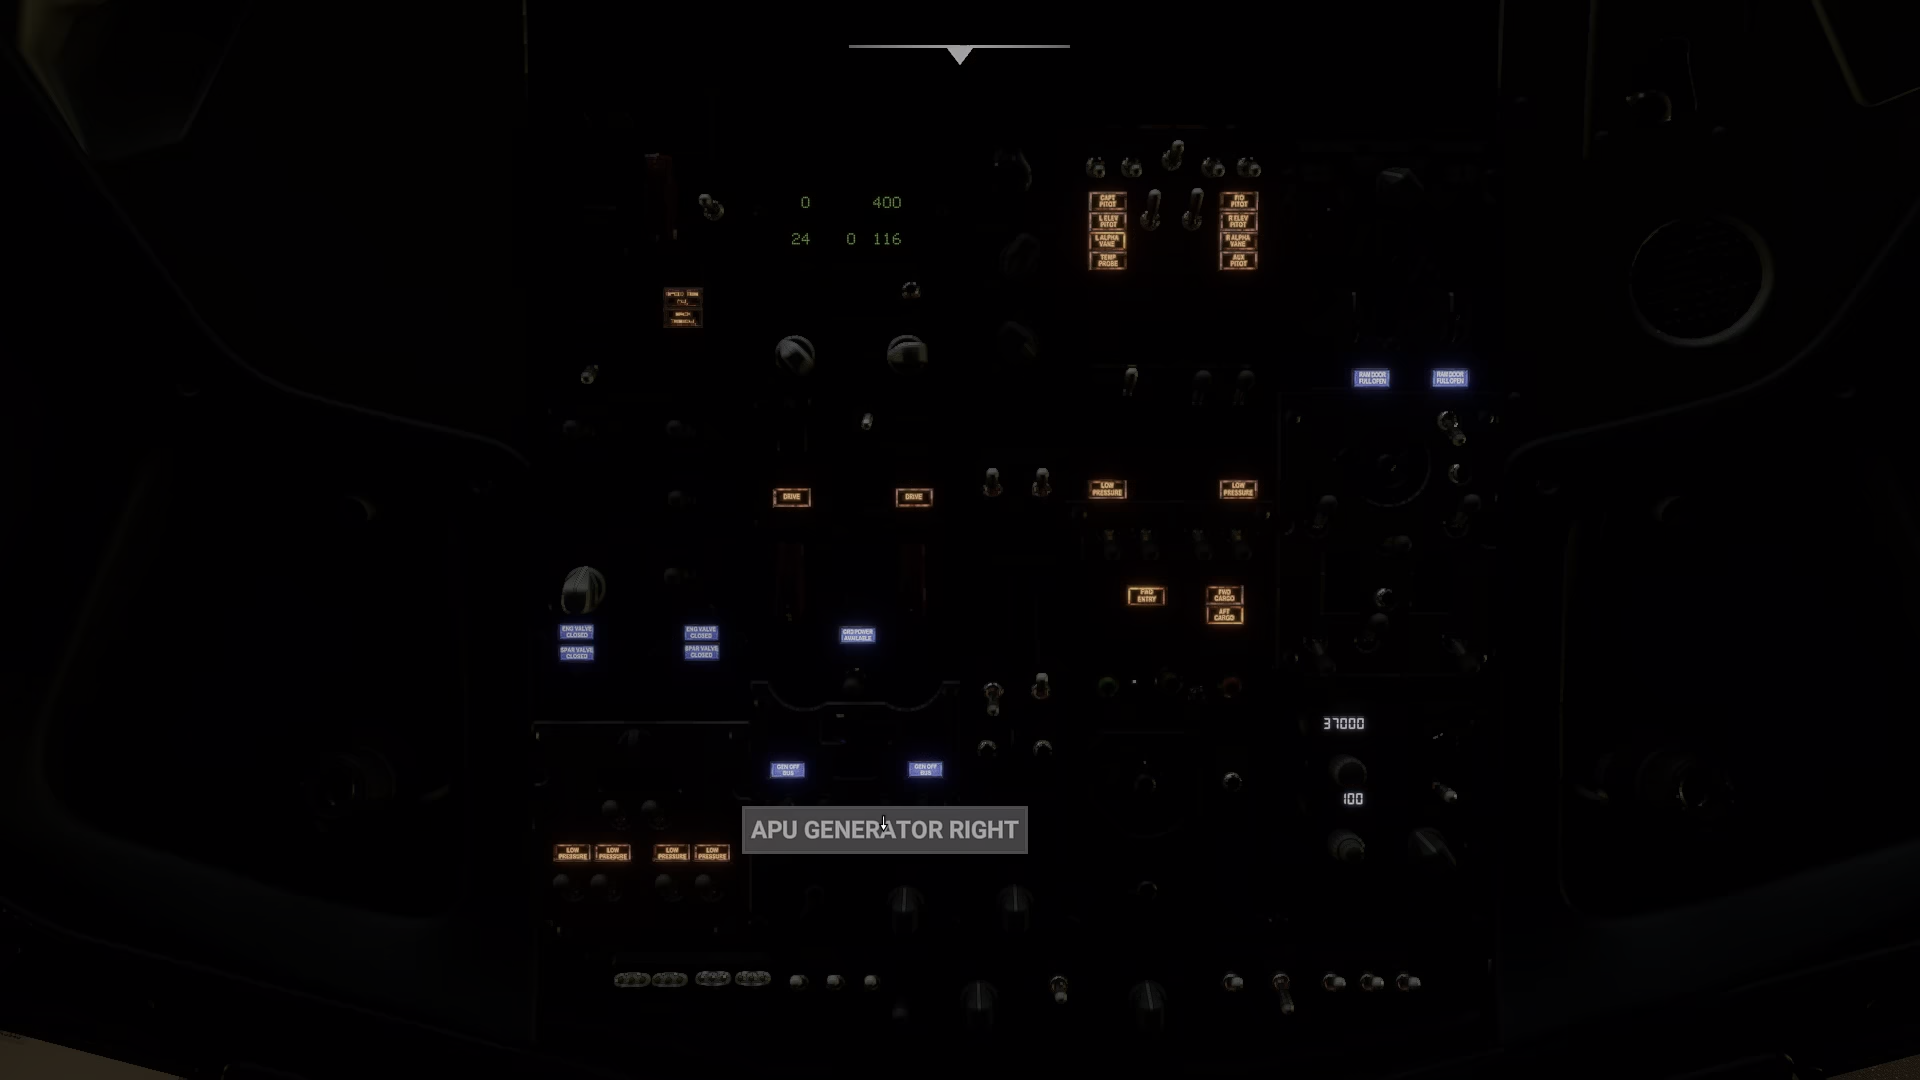 0 400
24 0 116
CAPT
PITOT
L ELEV
PITOT
L ALPHA
VANE
TEMP
PROBE
F/O
PITOT
R ELEV
PITOT
R ALPHA
VANE
AUX
PITOT
RAM DOOR
FULL OPEN
RAM DOOR
FULL OPEN
DRIVE
DRIVE
LOW
PRESSURE
LOW
PRESSURE
FWD
ENTRY
FWD
CARGO
AFT
CARGO
ENG VALVE
CLOSED
SPAR VALVE
CLOSED
ENG VALVE
CLOSED
SPAR VALVE
CLOSED
GRD POWER
AVAILABLE
37000
GEN OFF
BUS
GEN OFF
BUS
100
APU GENERATOR RIGHT
LOW
PRESSURE
LOW
PRESSURE
LOW
PRESSURE
LOW
PRESSURE